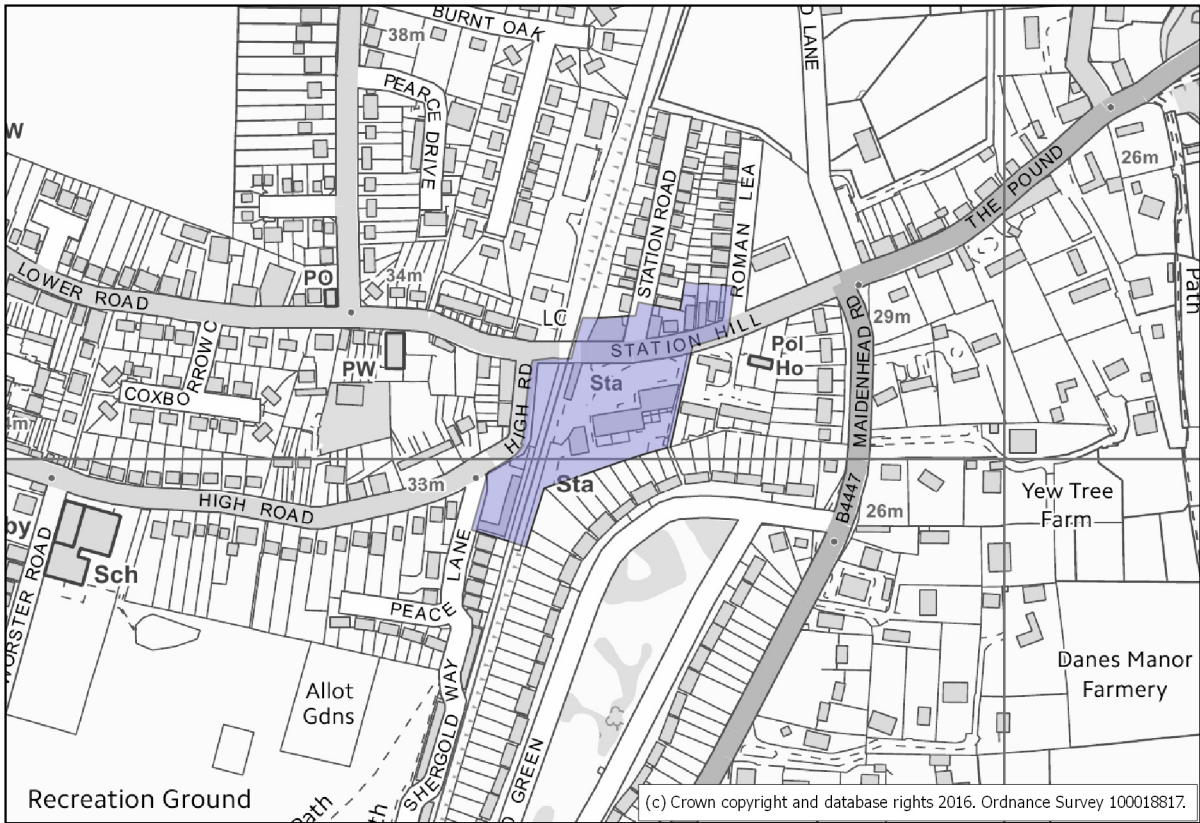 BURNT OAK
38m
PEARCE DRIVE
LANE
THE POUND
26m
STATION ROAD
ROMAN LEA
Path
LOWER ROAD
PO
34m
LC
STATION HILL
29m
PW
Sta
Pol
Ho
HIGH RD
MAIDENHEAD RD
33m
Sta
HIGH ROAD
B4447
26m
Yew Tree
Farm
Sch
LANE
PEACE
Allot
Gdns
SHERGOLD WAY
Danes Manor
Farmery
GREEN
Recreation Ground
Path
(c) Crown copyright and database rights 2016. Ordnance Survey 100018817.